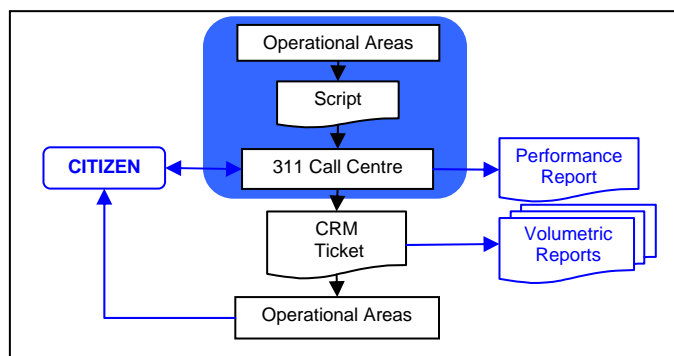 Operational Areas
Script
CITIZEN
311 Call Centre
Performance
Report
CRM
Ticket
Volumetric
Reports
Operational Areas